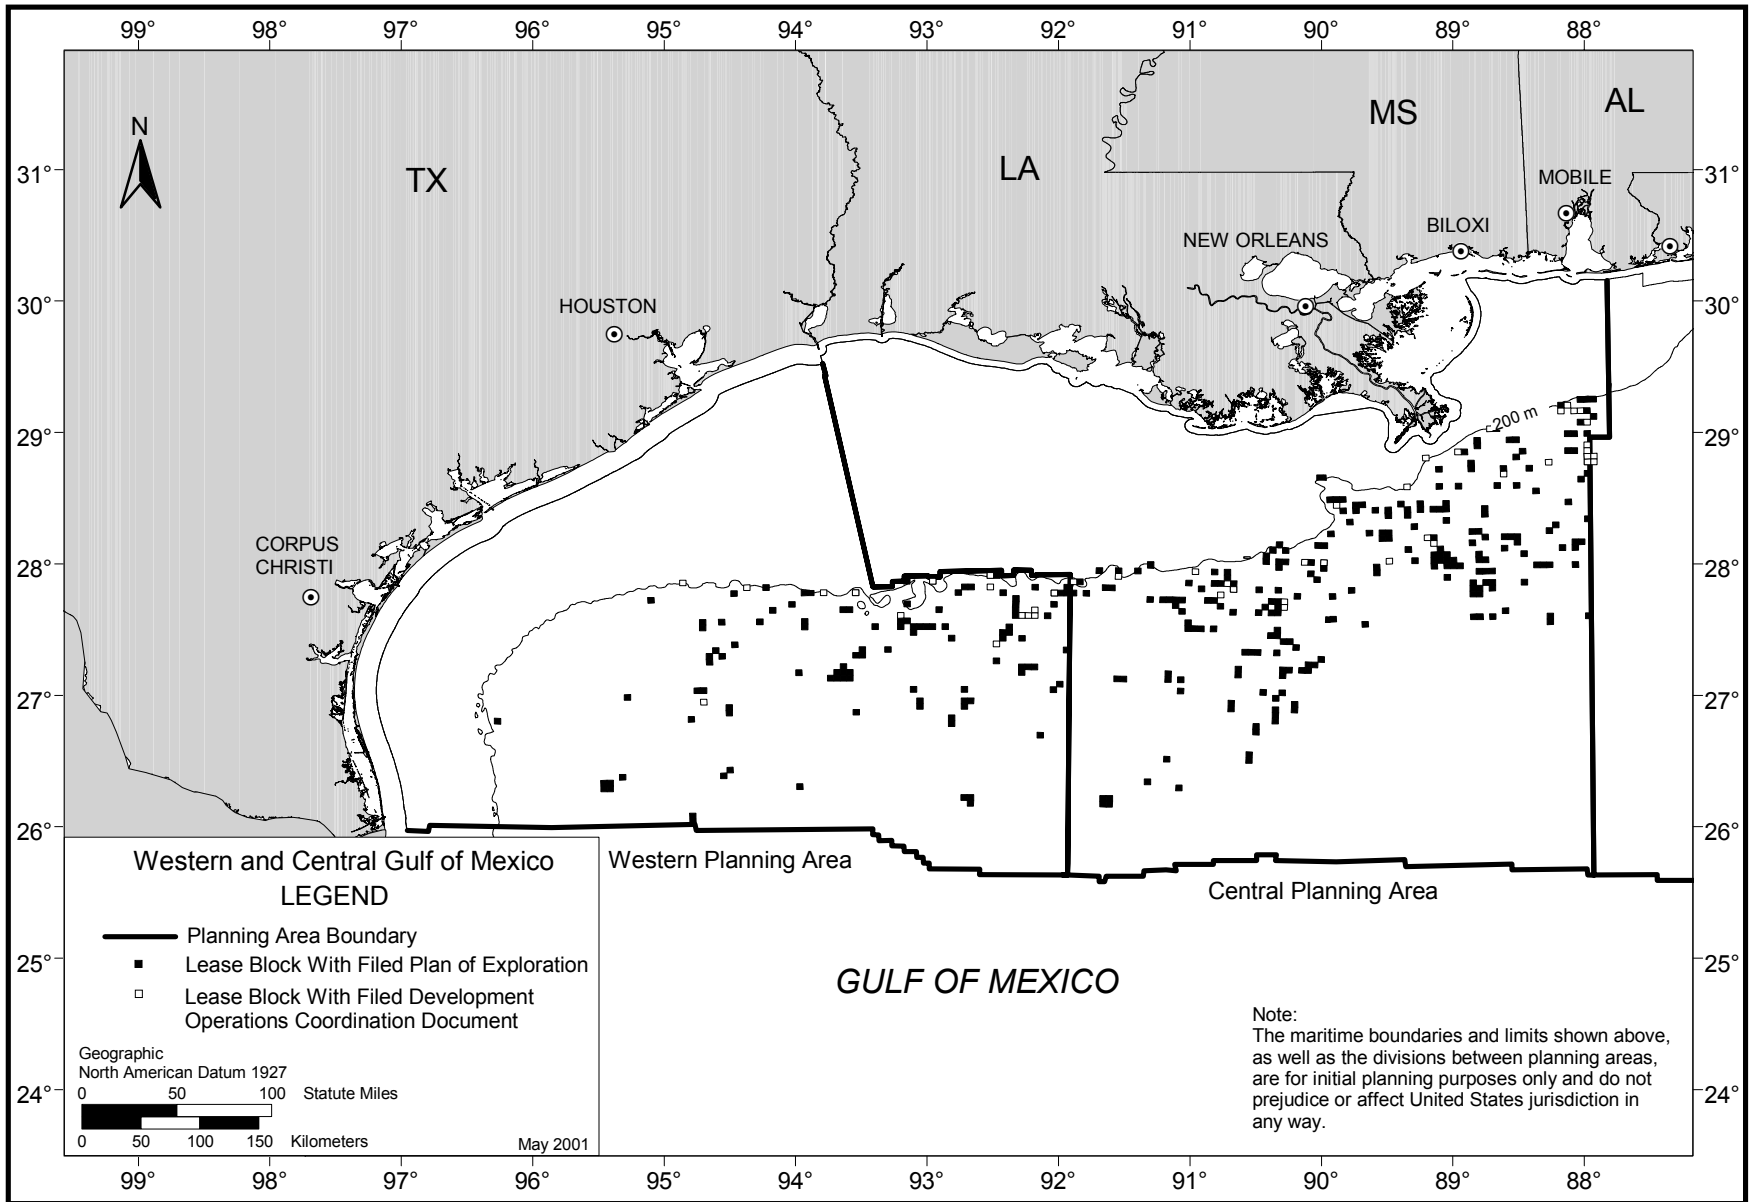 99° 98° 97° 96° 95° 94° 93° 92° 91° 90° 89° 88°
AL
MS
N
31° 31°
TX
LA
MOBILE
BILOXI
NEW ORLEANS
30° 30°
HOUSTON
29° 29°
200 m
CORPUS
CHRISTI
28° 28°
27° 27°
26° 26°
Western Planning Area
Central Planning Area
Western and Central Gulf of Mexico
LEGEND
Planning Area Boundary
Lease Block With Filed Plan of Exploration
Lease Block With Filed Development
Operations Coordination Document
25° 25°
GULF OF MEXICO
Geographic
North American Datum 1927
0 50 100 Statute Miles
0 50 100 150 Kilometers
May 2001
24° 24°
Note:
The maritime boundaries and limits shown above,
as well as the divisions between planning areas,
are for initial planning purposes only and do not
prejudice or affect United States jurisdiction in
any way.
99° 98° 97° 96° 95° 94° 93° 92° 91° 90° 89° 88°